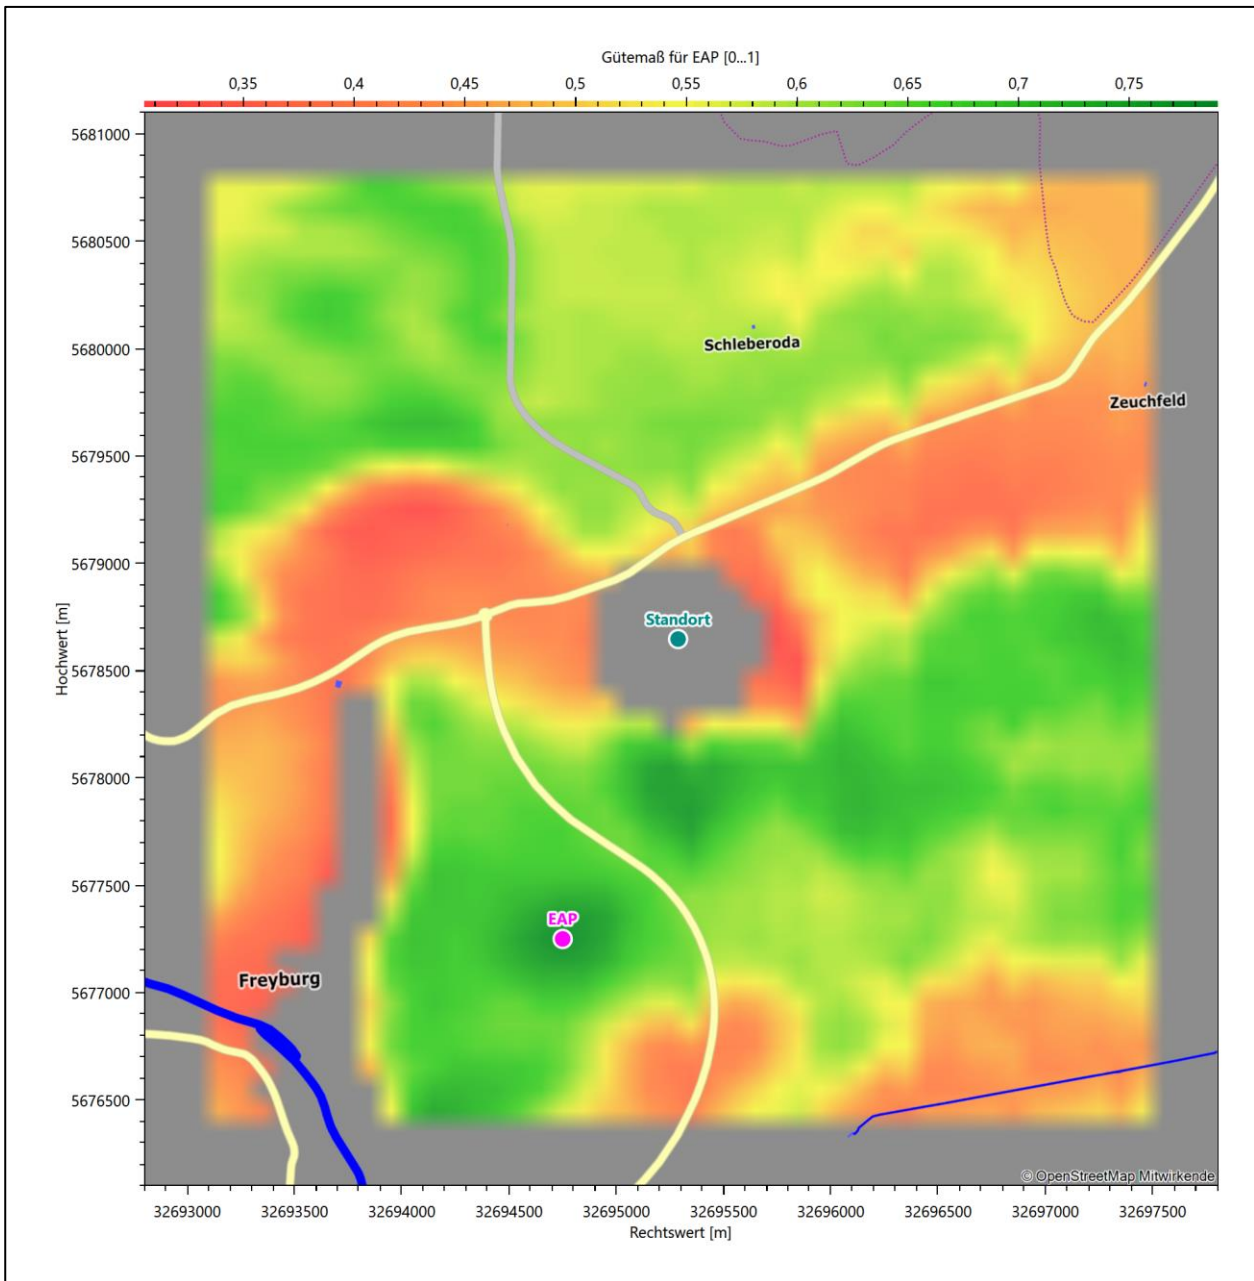 Gütemaß für EAP [0...1]
0,35 0,4 0,45 0,5 0,55 0,6 0,65 0,7 0,75
5681000
5680500
5680000
Schleberoda
Zeuchfeld
5679500
5679000
Standort
Hochwert [m]
5678500
5678000
5677500
EAP
Freyburg
5677000
5676500
© OpenStreetMap Mitwirkende
32693000 32693500 32694000 32694500 32695000 32695500 32696000 32696500 32697000 32697500
Rechtswert [m]